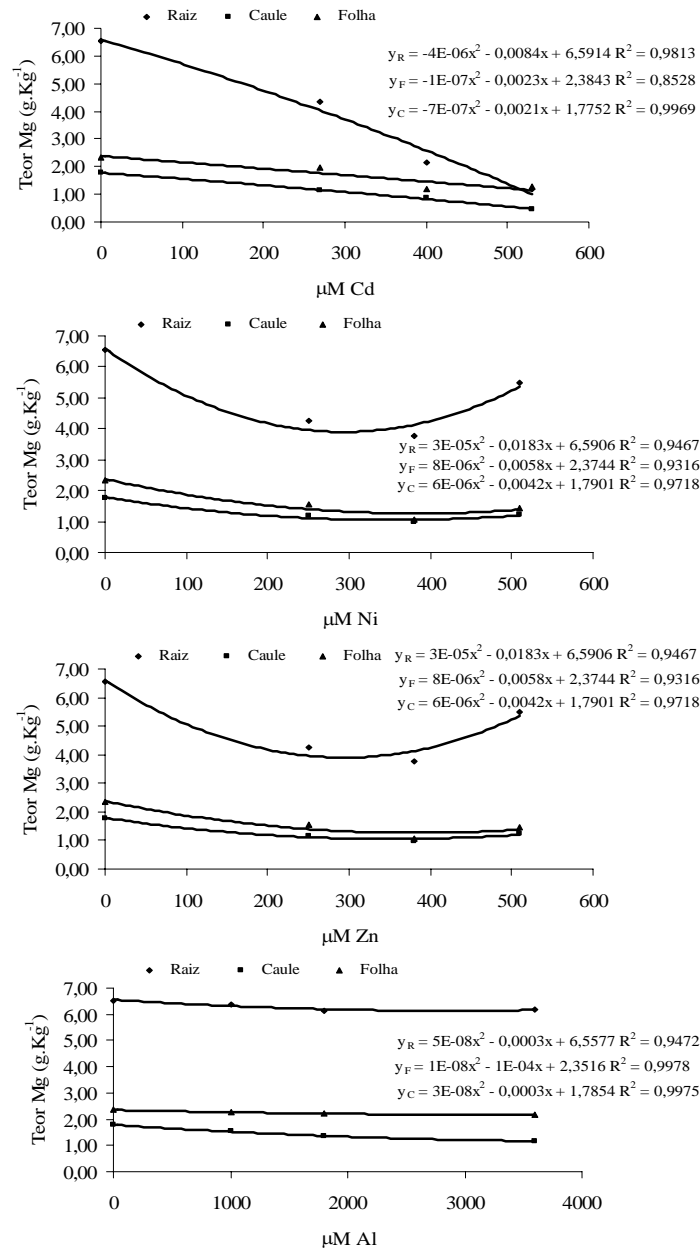 Raiz Caule Folha
yR = -4E-06x² - 0,0084x + 6,5914 R² = 0,9813
yF = -1E-07x² - 0,0023x + 2,3843 R² = 0,8528
yC = -7E-07x² - 0,0021x + 1,7752 R² = 0,9969
Teor Mg (g.Kg⁻¹)
7,00
6,00
5,00
4,00
3,00
2,00
1,00
0,00
0 100 200 300 400 500 600
µM Cd
Raiz Caule Folha
Teor Mg (g.Kg⁻¹)
7,00
6,00
5,00
4,00
3,00
2,00
1,00
0,00
yR = 3E-05x² - 0,0183x + 6,5906 R² = 0,9467
yF = 8E-06x² - 0,0058x + 2,3744 R² = 0,9316
yC = 6E-06x² - 0,0042x + 1,7901 R² = 0,9718
0 100 200 300 400 500 600
µM Ni
Raiz Caule Folha
yR = 3E-05x² - 0,0183x + 6,5906 R² = 0,9467
yF = 8E-06x² - 0,0058x + 2,3744 R² = 0,9316
yC = 6E-06x² - 0,0042x + 1,7901 R² = 0,9718
Teor Mg (g.Kg⁻¹)
7,00
6,00
5,00
4,00
3,00
2,00
1,00
0,00
0 100 200 300 400 500 600
µM Zn
Raiz Caule Folha
Teor Mg (g.Kg⁻¹)
7,00
6,00
5,00
4,00
3,00
2,00
1,00
0,00
yR = 5E-08x² - 0,0003x + 6,5577 R² = 0,9472
yF = 1E-08x² - 1E-04x + 2,3516 R² = 0,9978
yC = 3E-08x² - 0,0003x + 1,7854 R² = 0,9975
0 1000 2000 3000 4000
µM Al